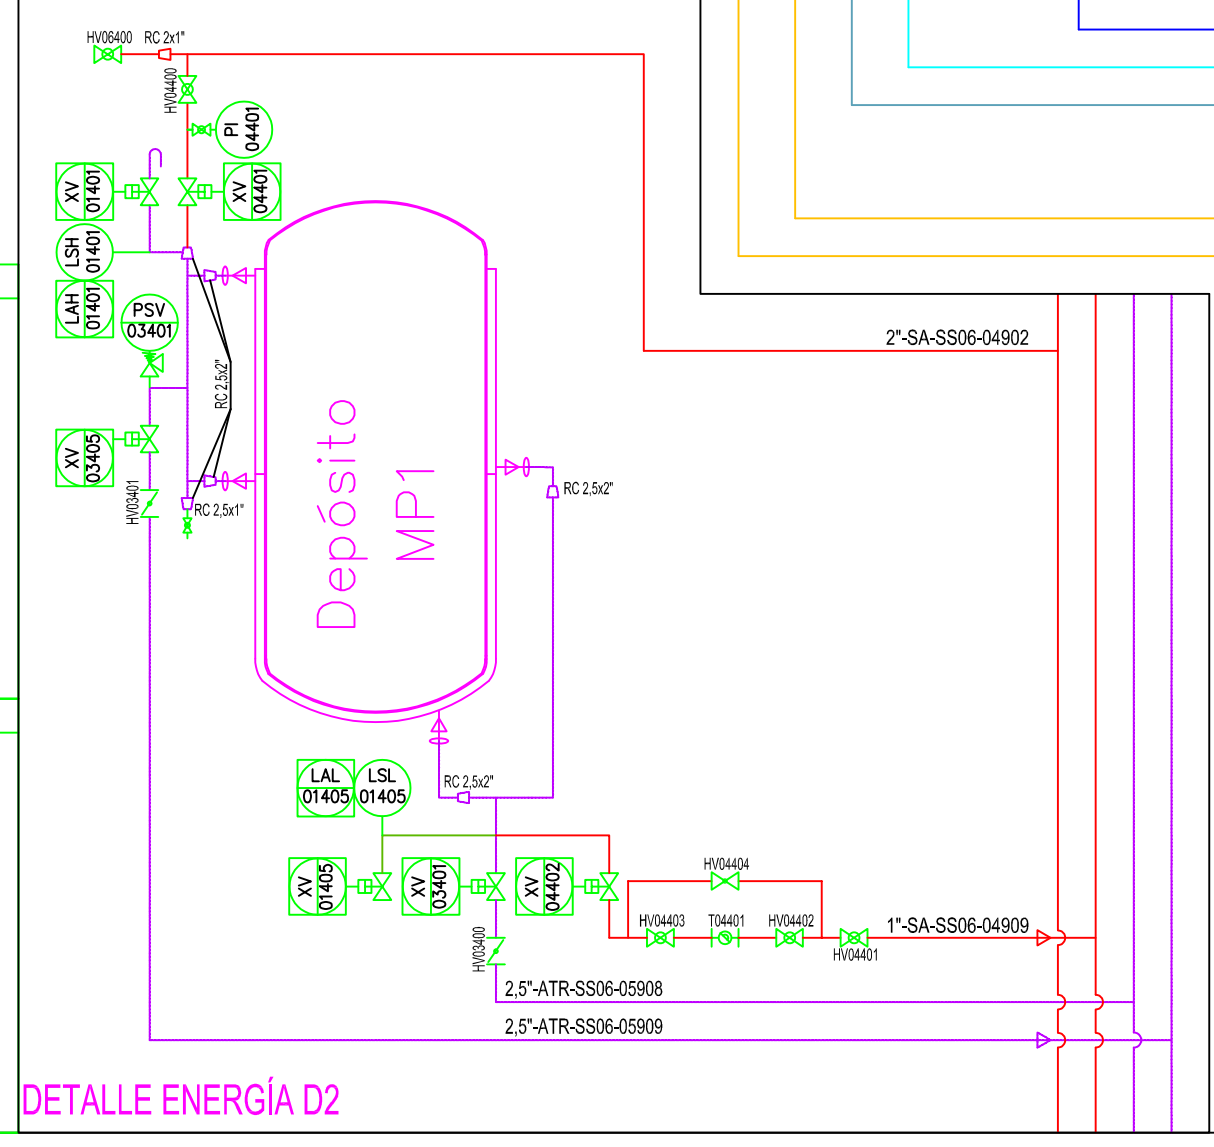 HV06400
RC 2x1"
HV04400
PI
04401
XV
01401
XV
04401
LSH
01401
LAH
01401
PSV
03401
2"-SA-SS06-04902
RC 2,5x2"
XV
03405
HV03401
RC 2,5x1"
Depósito
MP1
RC 2,5x2"
RC 2,5x2"
LAL
01405
LSL
01405
XV
01405
XV
03401
XV
04402
HV04404
HV04403
T04401
HV04402
HV04401
1"-SA-SS06-04909
HV03400
2,5"-ATR-SS06-05908
2,5"-ATR-SS06-05909
DETALLE ENERGÍA D2